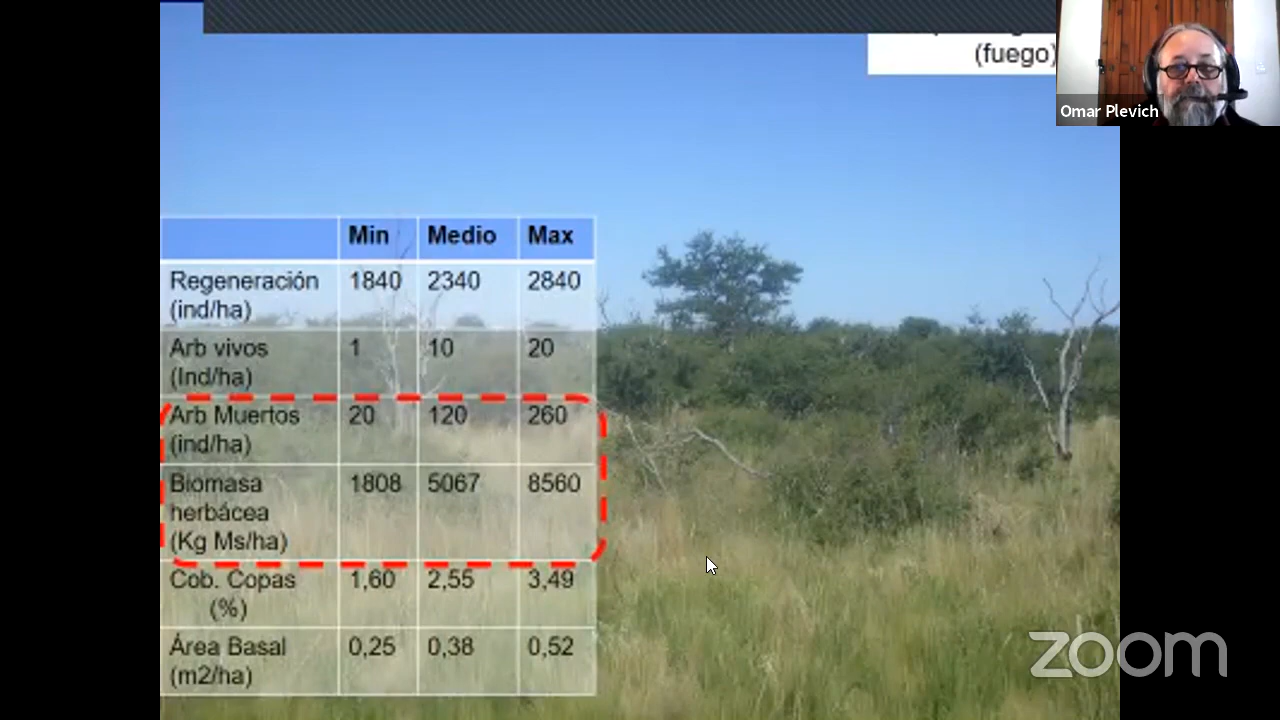 (fuego)
Omar Plevich
Min Medio Max
Regeneración 1840 2340 2840
(ind/ha)
Arb vivos 1 10 20
(Ind/ha)
Arb Muertos 20 120 260
(ind/ha)
Biomasa 1808 5067 8560
herbácea
(Kg Ms/ha)
Cob. Copas 1,60 2,55 3,49
(%)
Área Basal 0,25 0,38 0,52
(m2/ha)
zoom